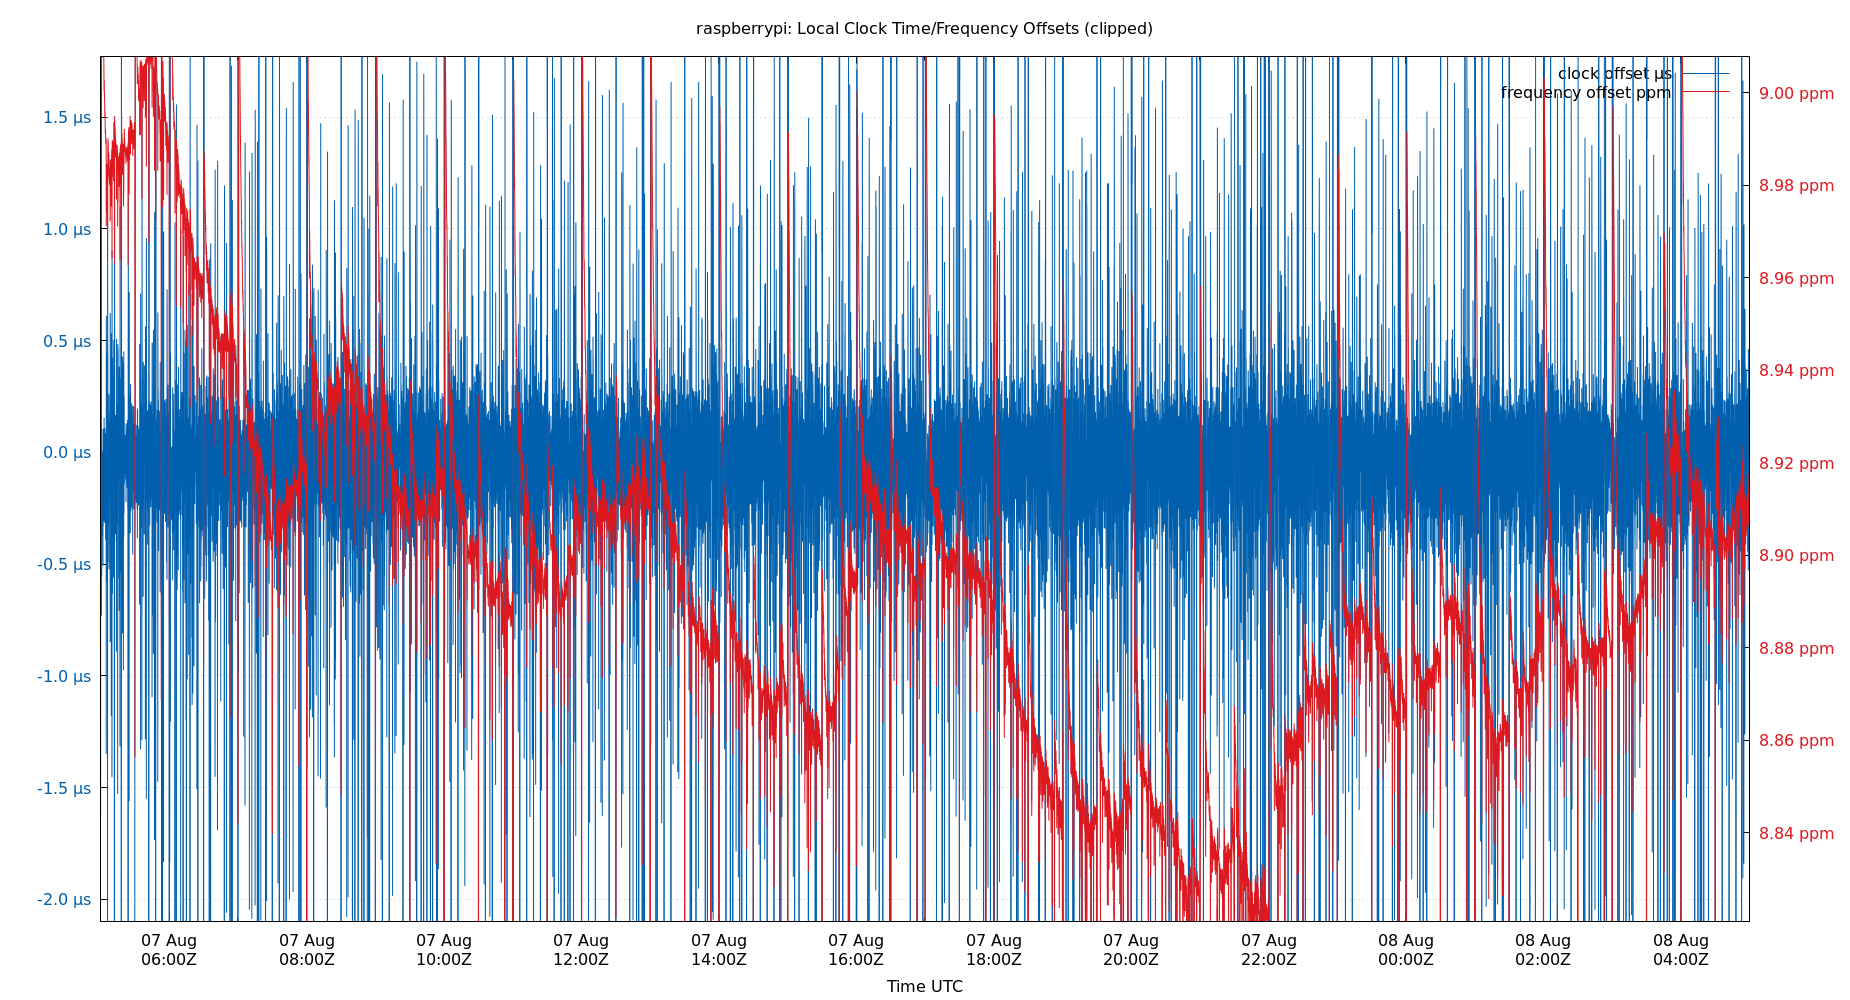 raspberrypi: Local Clock Time/Frequency Offsets (clipped)
clock offset µs
frequency offset ppm
1.5 µs
1.0 µs
0.5 µs
0.0 µs
-0.5 µs
-1.0 µs
-1.5 µs
-2.0 µs
9.00 ppm
8.98 ppm
8.96 ppm
8.94 ppm
8.92 ppm
8.90 ppm
8.88 ppm
8.86 ppm
8.84 ppm
07 Aug 07 Aug 07 Aug 07 Aug 07 Aug 07 Aug 07 Aug 07 Aug 07 Aug 08 Aug 08 Aug 08 Aug
06:00Z 08:00Z 10:00Z 12:00Z 14:00Z 16:00Z 18:00Z 20:00Z 22:00Z 00:00Z 02:00Z 04:00Z
Time UTC